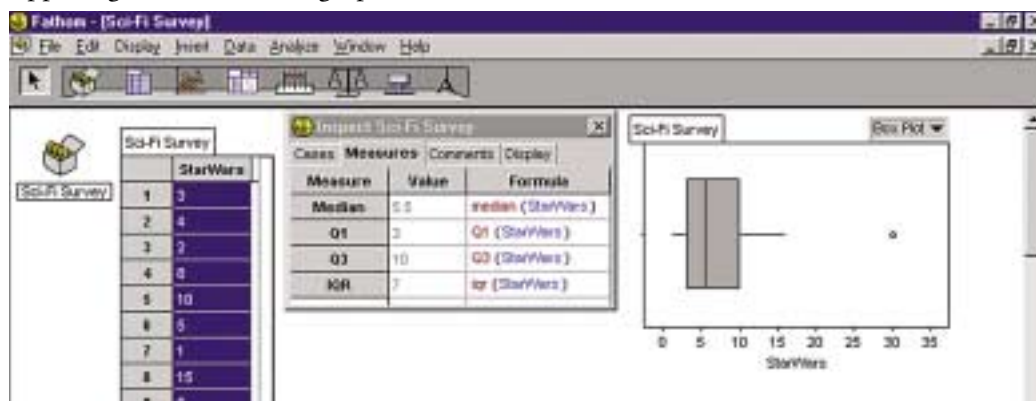 Fathom - [Sci-Fi Survey]
File Edit Display Insert Data Analyze Window Help
Sci-Fi Survey
Sci-Fi Survey
StarWars
1 3
2 4
3
4 8
5 10
6 5
7 1
8 15
Inspect Sci-Fi Survey
Cases Measures Comments Display
Measure Value Formula
Median 5.5 median (StarWars)
Q1 3 Q1 (StarWars)
Q3 10 Q3 (StarWars)
IQR 7 iqr (StarWars)
Sci-Fi Survey Box Plot
0 5 10 15 20 25 30 35
StarWars